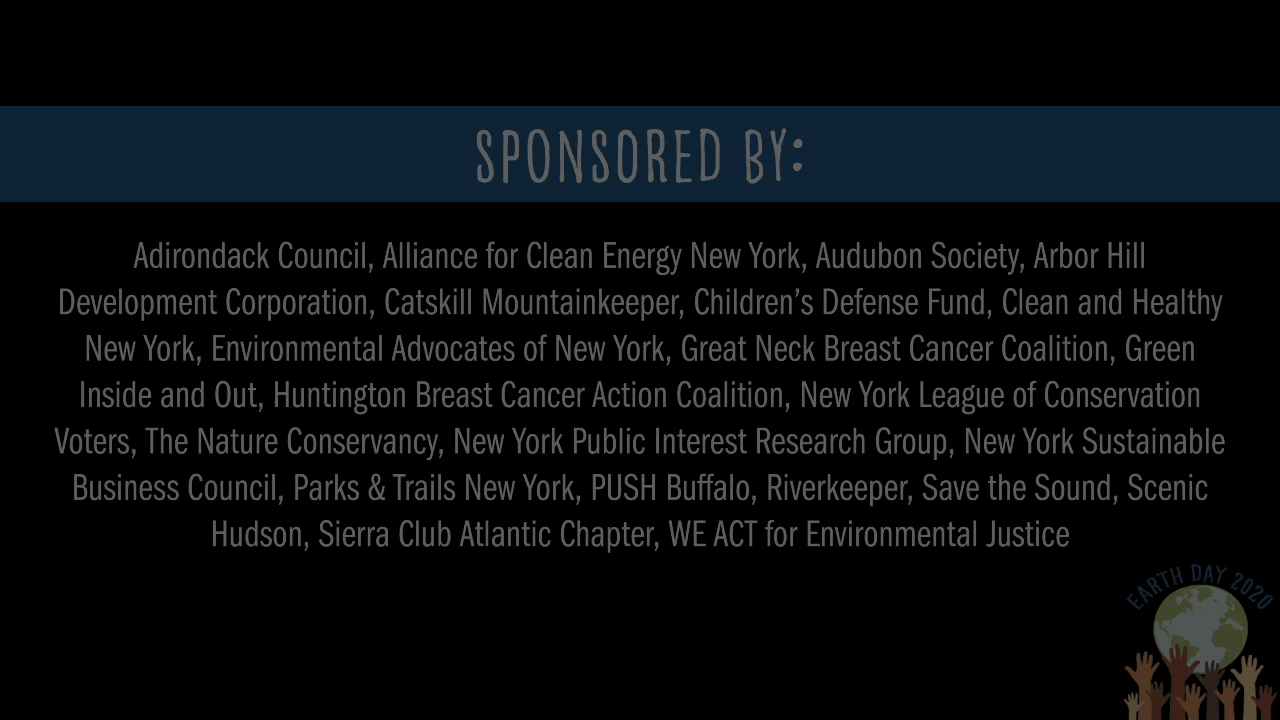 SPONSORED BY:
Adirondack Council, Alliance for Clean Energy New York, Audubon Society, Arbor Hill
Development Corporation, Catskill Mountainkeeper, Children’s Defense Fund, Clean and Healthy
New York, Environmental Advocates of New York, Great Neck Breast Cancer Coalition, Green
Inside and Out, Huntington Breast Cancer Action Coalition, New York League of Conservation
Voters, The Nature Conservancy, New York Public Interest Research Group, New York Sustainable
Business Council, Parks & Trails New York, PUSH Buffalo, Riverkeeper, Save the Sound, Scenic
Hudson, Sierra Club Atlantic Chapter, WE ACT for Environmental Justice
EARTH DAY 2020